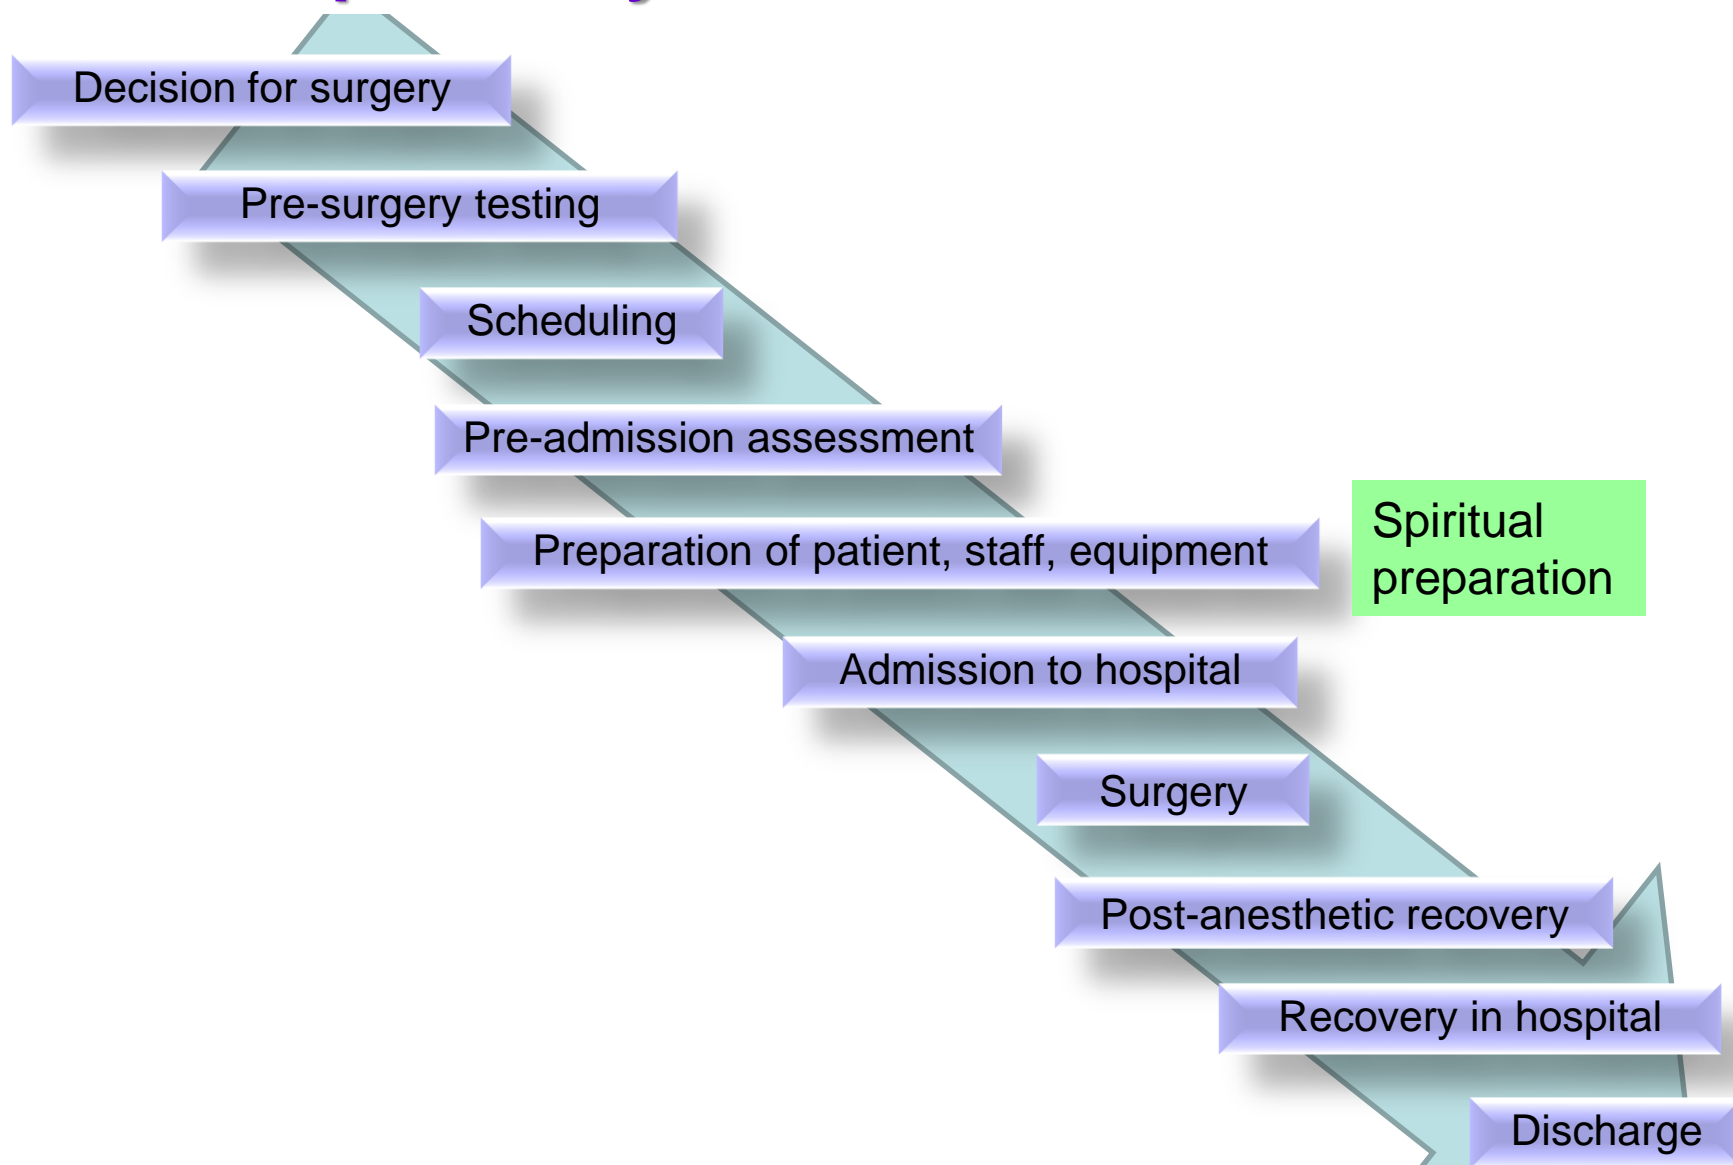 Decision for surgery
Pre-surgery testing
Scheduling
Pre-admission assessment
Preparation of patient, staff, equipment
Spiritual
preparation
Admission to hospital
Surgery
Post-anesthetic recovery
Recovery in hospital
Discharge